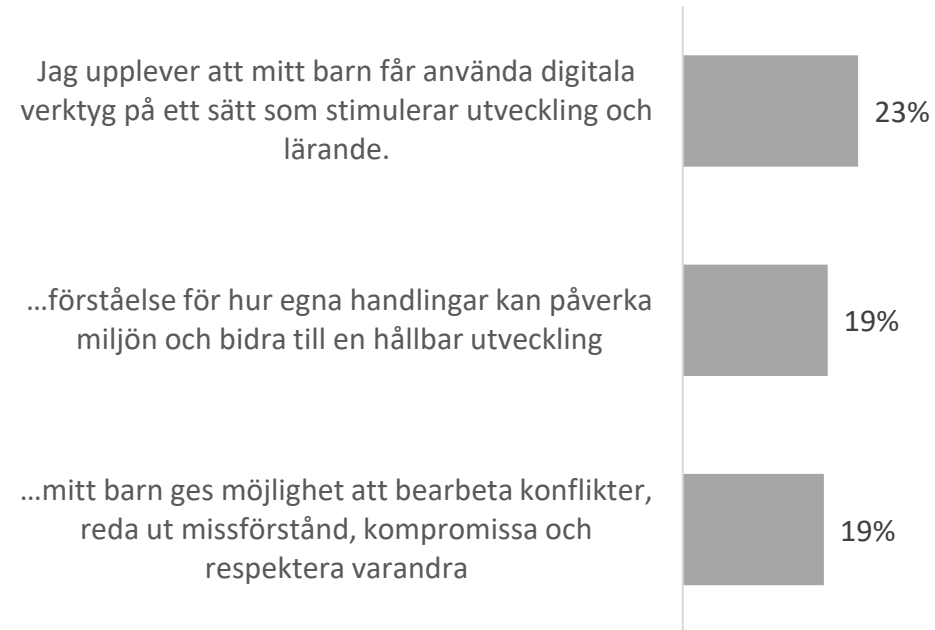 Jag upplever att mitt barn får använda digitala
verktyg på ett sätt som stimulerar utveckling och
lärande.
23%
...förståelse för hur egna handlingar kan påverka
miljön och bidra till en hållbar utveckling
19%
...mitt barn ges möjlighet att bearbeta konflikter,
reda ut missförstånd, kompromissa och
respektera varandra
19%